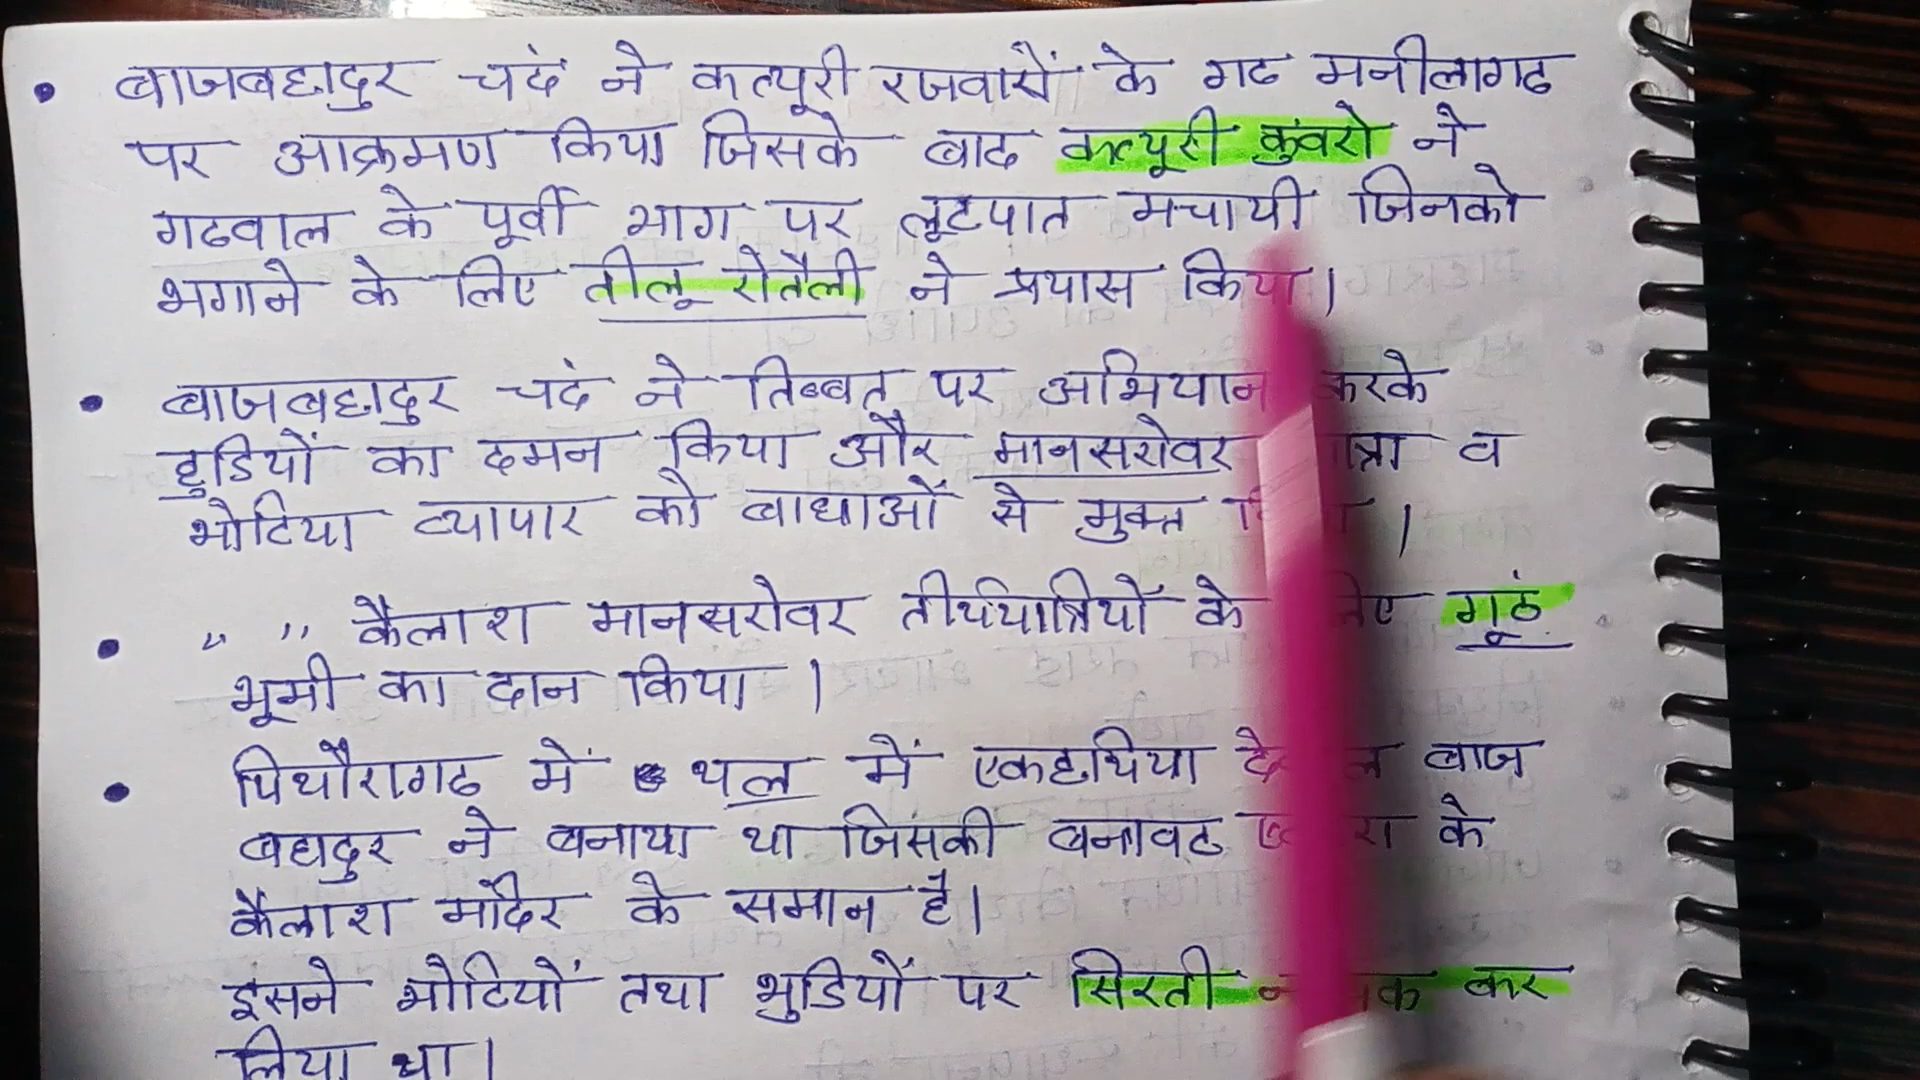 बाजबहादुर चदं ने कत्यूरी रजवारों के गढ मनीलागढ
पर आक्रमण किया जिसके बाद कत्यूरी कुंवरो ने
गढवाल के पूर्वी भाग पर लूटपात मचायी जिनको
भगाने के लिए तीलू रोतैली ने प्रयास किया।
बाजबहादुर चदं ने तिब्बत पर अभियान करके
हुडियों का दमन किया और मानसरोवर व
भोटिया व्यापार को बाधाओं से मुक्त ।
〃 〃 कैलाश मानसरोवर तीर्थयात्रियों के गूठं
भूमी का दान किया ।
पिथौरागढ में थल में एकहथिया बाज
बहादुर ने बनाया था जिसकी बनावट के
कैलाश मंदिर के समान है।
इसने भोटियों तथा भुडियों पर सिरती कर
लिया था।